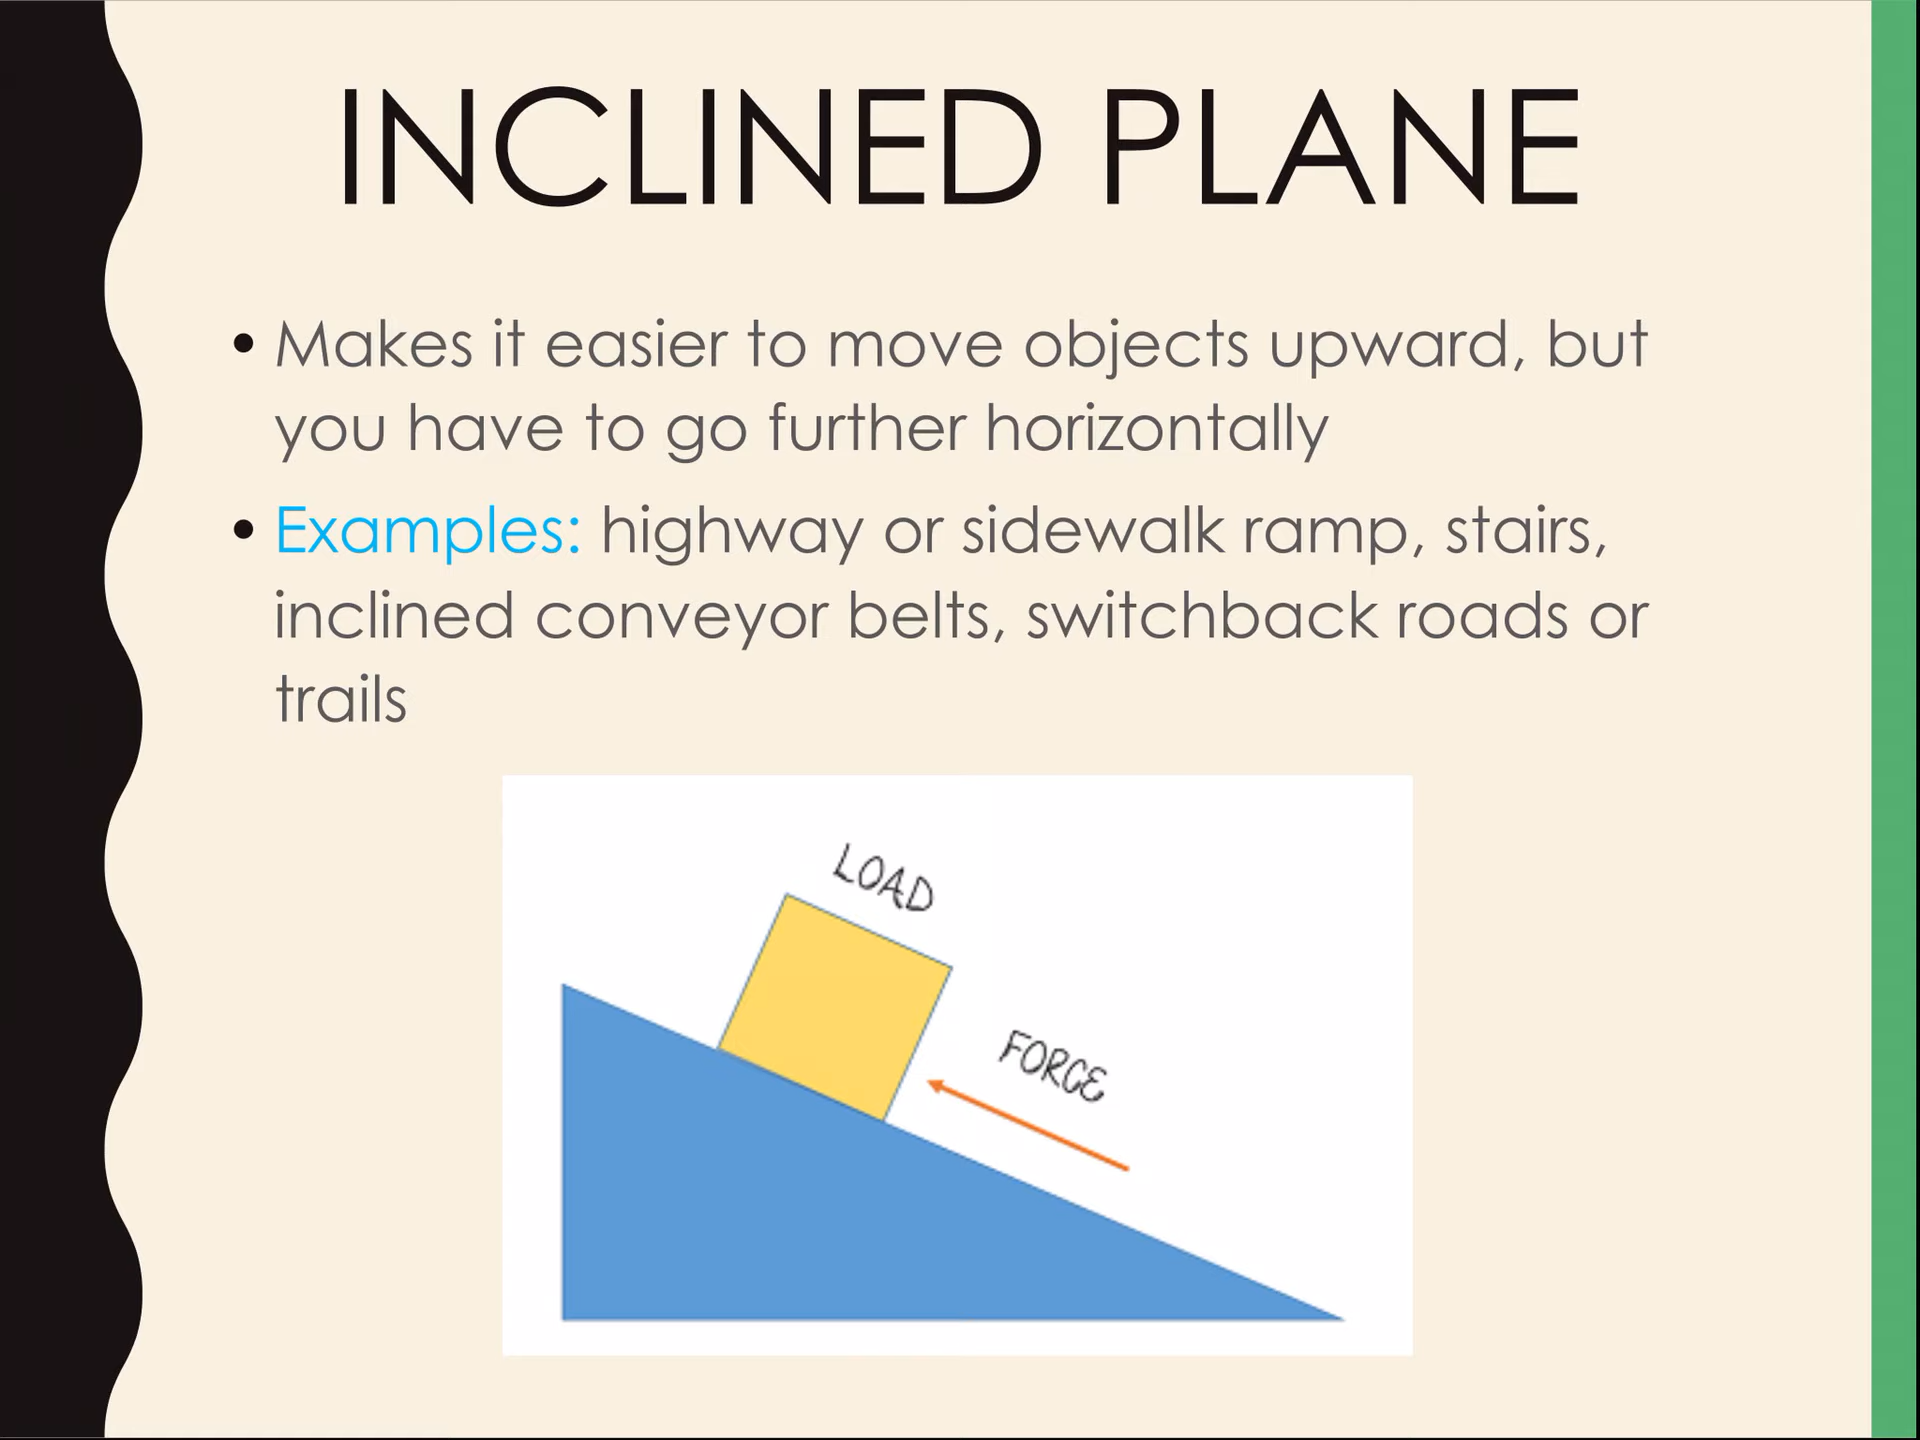 INCLINED PLANE
• Makes it easier to move objects upward, but
you have to go further horizontally
• Examples: highway or sidewalk ramp, stairs,
inclined conveyor belts, switchback roads or
trails
LOAD
FORCE